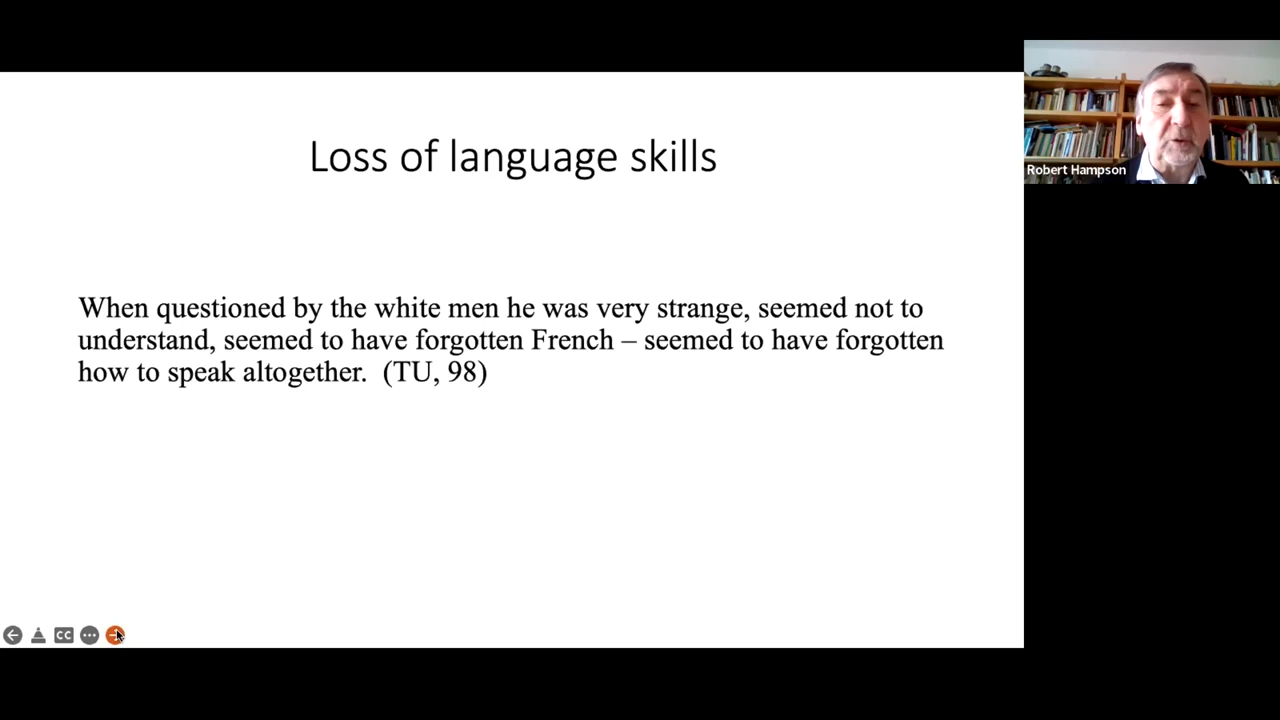 Loss of language skills
When questioned by the white men he was very strange, seemed not to
understand, seemed to have forgotten French – seemed to have forgotten
how to speak altogether.  (TU, 98)
CC
Robert Hampson